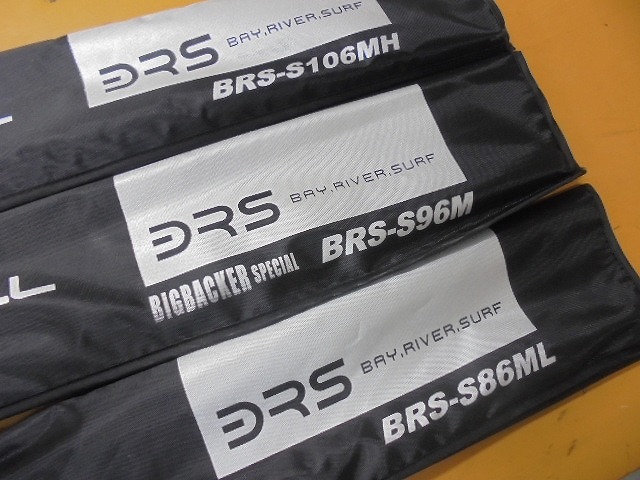 BRS BAY,RIVER,SURF
BRS-S106MH
BRS BAY,RIVER,SURF
BIGBACKER SPECIAL BRS-S96M
LL
BRS BAY,RIVER,SURF
BRS-S86ML